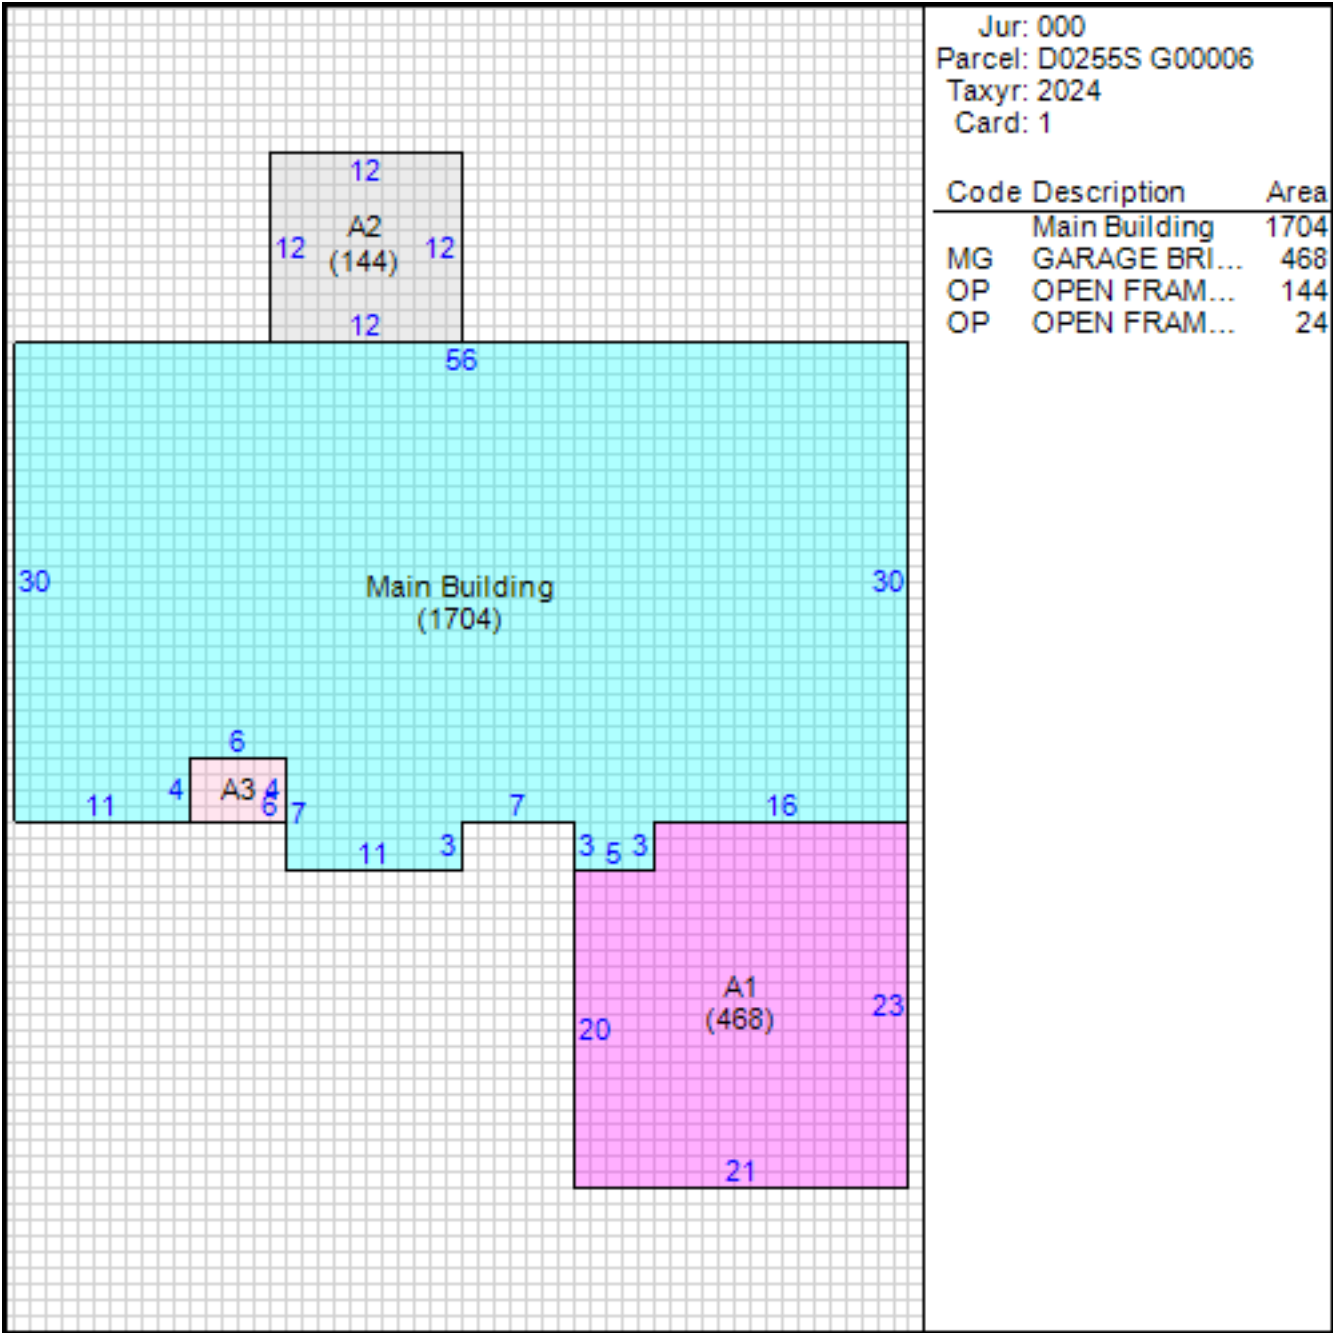 Jur: 000
Parcel: D0255S G00006
Taxyr: 2024
Card: 1
Code Description Area
Main Building 1704
MG GARAGE BRI... 468
OP OPEN FRAM... 144
OP OPEN FRAM... 24
12
A2
12 (144) 12
12
56
30 30
Main Building
(1704)
6
4 A3 4
11 6 7 7 16
11 3 3 5 3
A1
(468)
20 23
21